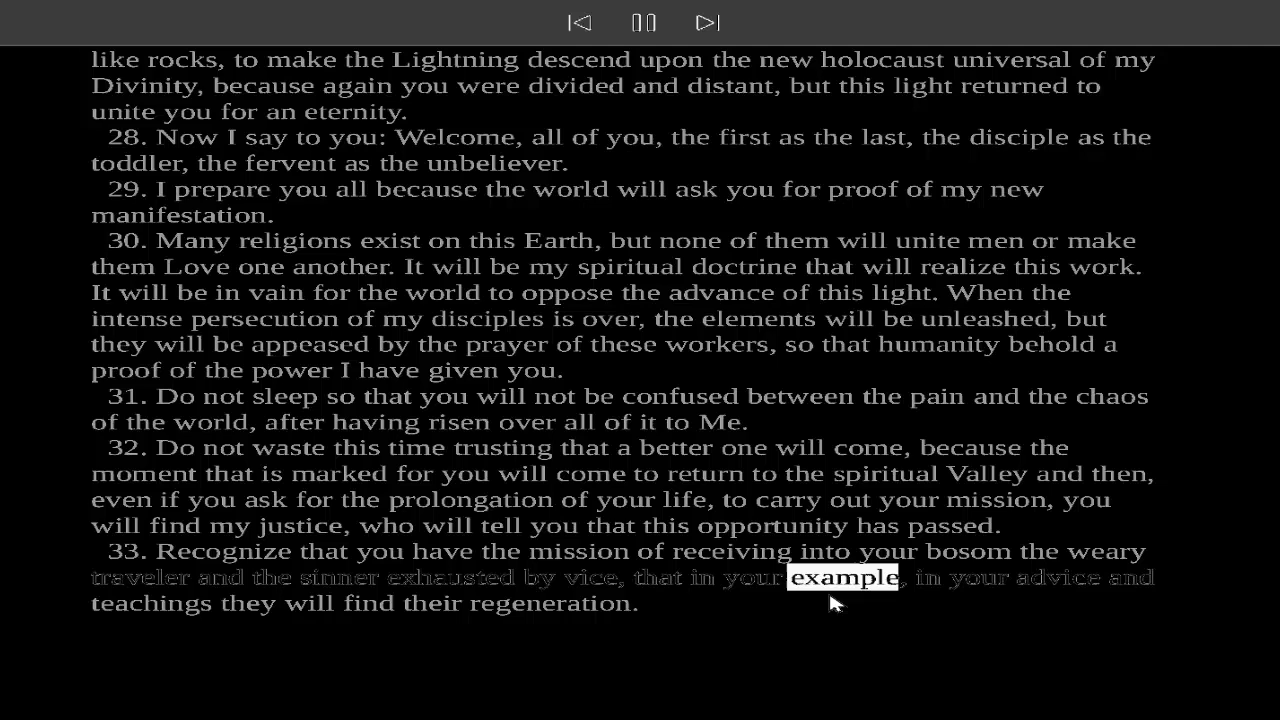 like rocks, to make the Lightning descend upon the new holocaust universal of my
Divinity, because again you were divided and distant, but this light returned to
unite you for an eternity.
28. Now I say to you: Welcome, all of you, the first as the last, the disciple as the
toddler, the fervent as the unbeliever.
29. I prepare you all because the world will ask you for proof of my new
manifestation.
30. Many religions exist on this Earth, but none of them will unite men or make
them Love one another. It will be my spiritual doctrine that will realize this work.
It will be in vain for the world to oppose the advance of this light. When the
intense persecution of my disciples is over, the elements will be unleashed, but
they will be appeased by the prayer of these workers, so that humanity behold a
proof of the power I have given you.
31. Do not sleep so that you will not be confused between the pain and the chaos
of the world, after having risen over all of it to Me.
32. Do not waste this time trusting that a better one will come, because the
moment that is marked for you will come to return to the spiritual Valley and then,
even if you ask for the prolongation of your life, to carry out your mission, you
will find my justice, who will tell you that this opportunity has passed.
33. Recognize that you have the mission of receiving into your bosom the weary
traveler and the sinner exhausted by vice, that in your example, in your advice and
teachings they will find their regeneration.